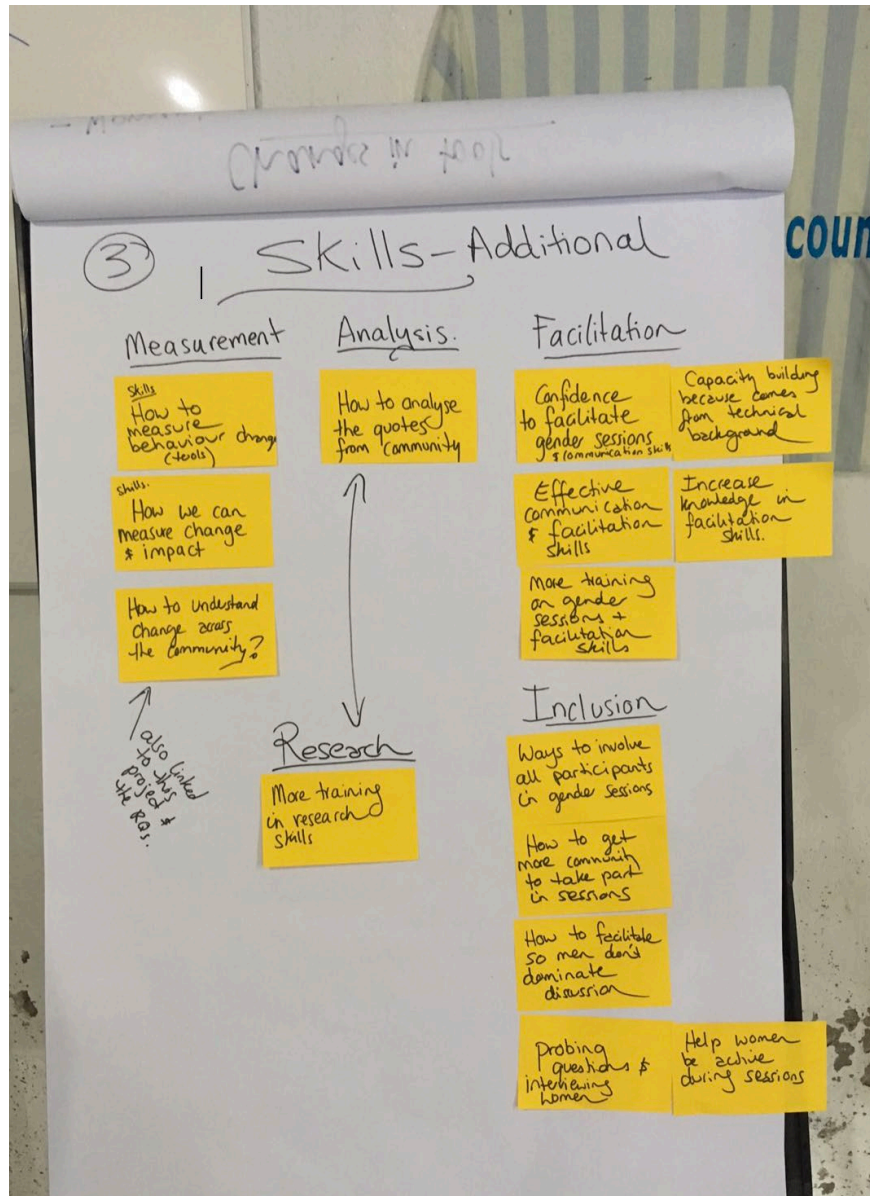 Change in tools
coun
3
Skills - Additional
Measurement
Skills
How to
measure
behaviour change
(tools)
Skills.
How we can
measure change
& impact
How to understand
change across
the community?
also linked
to this
project &
the RQs.
Analysis.
How to analyse
the quotes
from community
Research
More training
in research
skills
Facilitation
Confidence
to facilitate
gender sessions
& communication skills
Capacity building
because comes
from technical
background
Effective
communication
& facilitation
skills
Increase
knowledge in
facilitation
skills.
More training
on gender
sessions +
facilitation
skills
Inclusion
Ways to involve
all participants
in gender sessions
How to get
more community
to take part
in sessions
How to facilitate
so men don't
dominate
discussion
Probing
questions &
interviewing
women
Help women
be active
during sessions